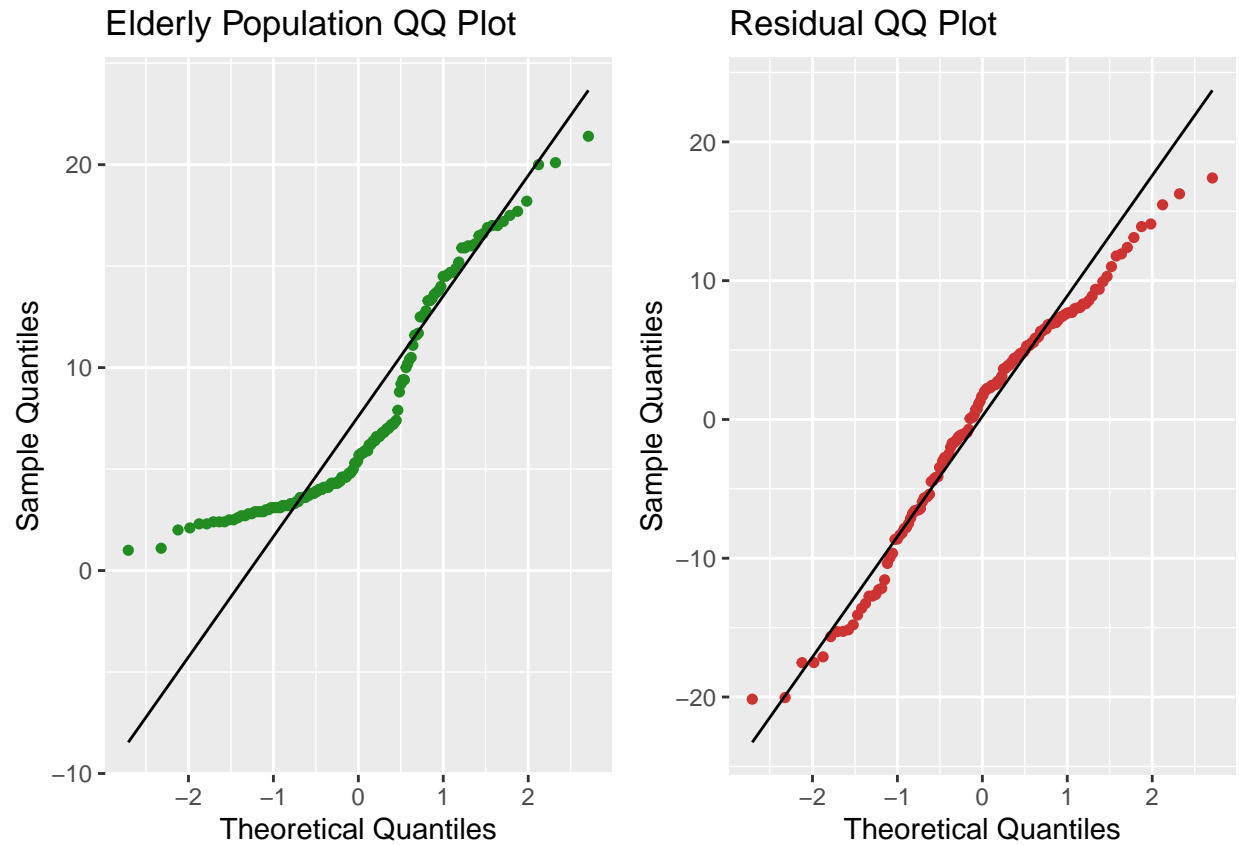 Elderly Population QQ Plot
Sample Quantiles
20
10
0
−10
−2 −1 0 1 2
Theoretical Quantiles
Residual QQ Plot
Sample Quantiles
20
10
0
−10
−20
−2 −1 0 1 2
Theoretical Quantiles